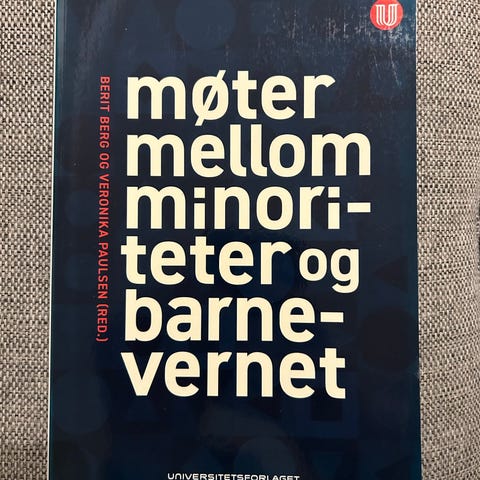 BERIT BERG OG VERONIKA PAULSEN (RED.)
møter
mellom
minori-
teter og
barne-
vernet
UNIVERSITETSFORLAGET